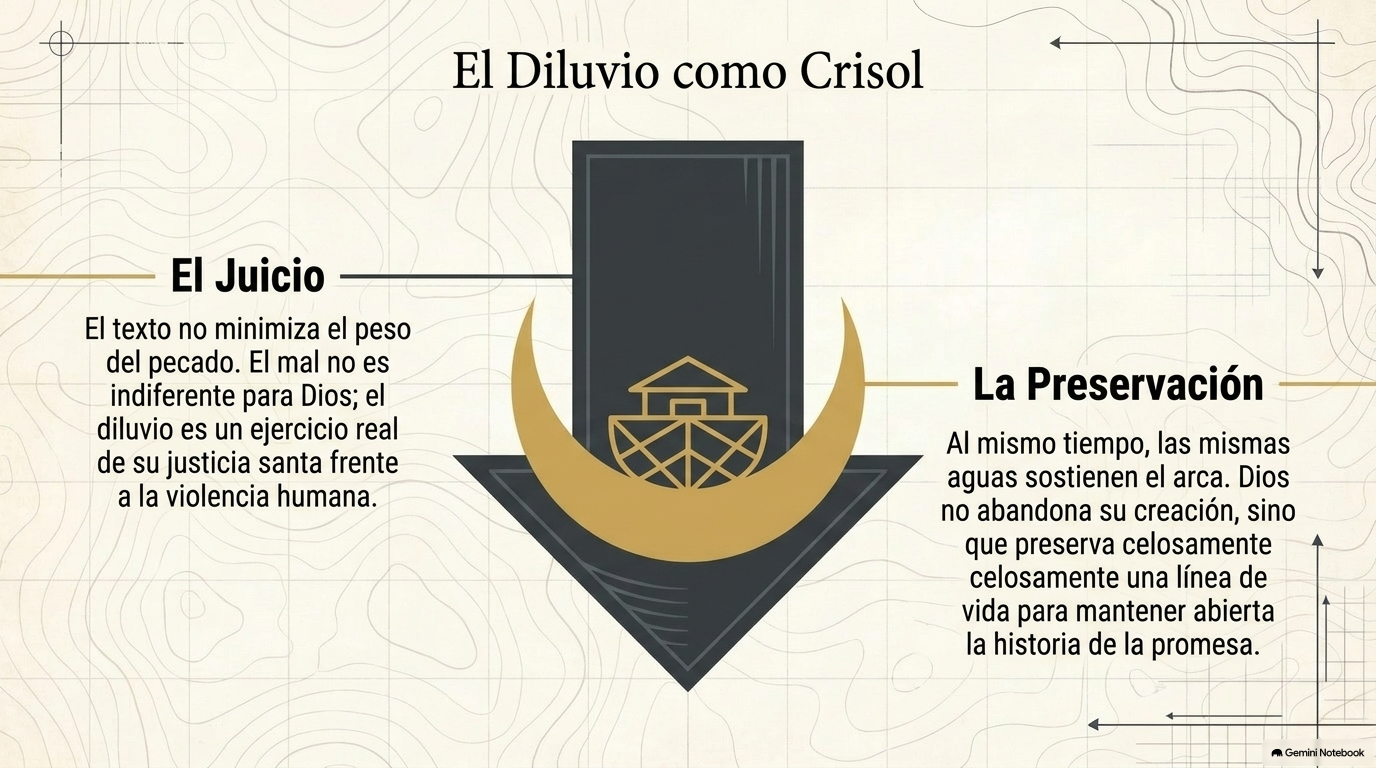 El Diluvio como Crisol
El Juicio
El texto no minimiza el peso
del pecado. El mal no es
indiferente para Dios; el
diluvio es un ejercicio real
de su justicia santa frente
a la violencia humana.
La Preservación
Al mismo tiempo, las mismas
aguas sostienen el arca. Dios
no abandona su creación, sino
que preserva celosamente
celosamente una línea de
vida para mantener abierta
la historia de la promesa.
Gemini Notebook